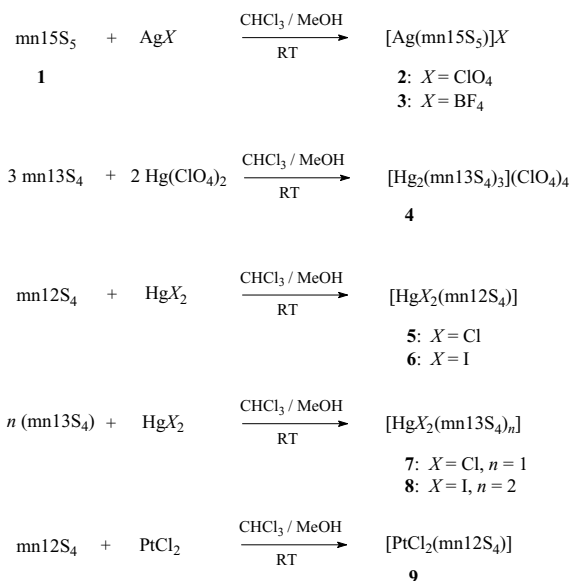 mn15S₅ + AgX CHCl₃ / MeOH RT [Ag(mn15S₅)]X
1 2: X = ClO₄
3: X = BF₄
3 mn13S₄ + 2 Hg(ClO₄)₂ CHCl₃ / MeOH RT [Hg₂(mn13S₄)₃](ClO₄)₄
4
mn12S₄ + HgX₂ CHCl₃ / MeOH RT [HgX₂(mn12S₄)]
5: X = Cl
6: X = I
n (mn13S₄) + HgX₂ CHCl₃ / MeOH RT [HgX₂(mn13S₄)ₙ]
7: X = Cl, n = 1
8: X = I, n = 2
mn12S₄ + PtCl₂ CHCl₃ / MeOH RT [PtCl₂(mn12S₄)]
9